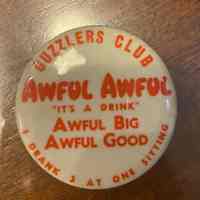 GUZZLERS CLUB
AWFUL AWFUL
"IT'S A DRINK"
AWFUL BIG
AWFUL GOOD
I DRANK 3 AT ONE SITTING